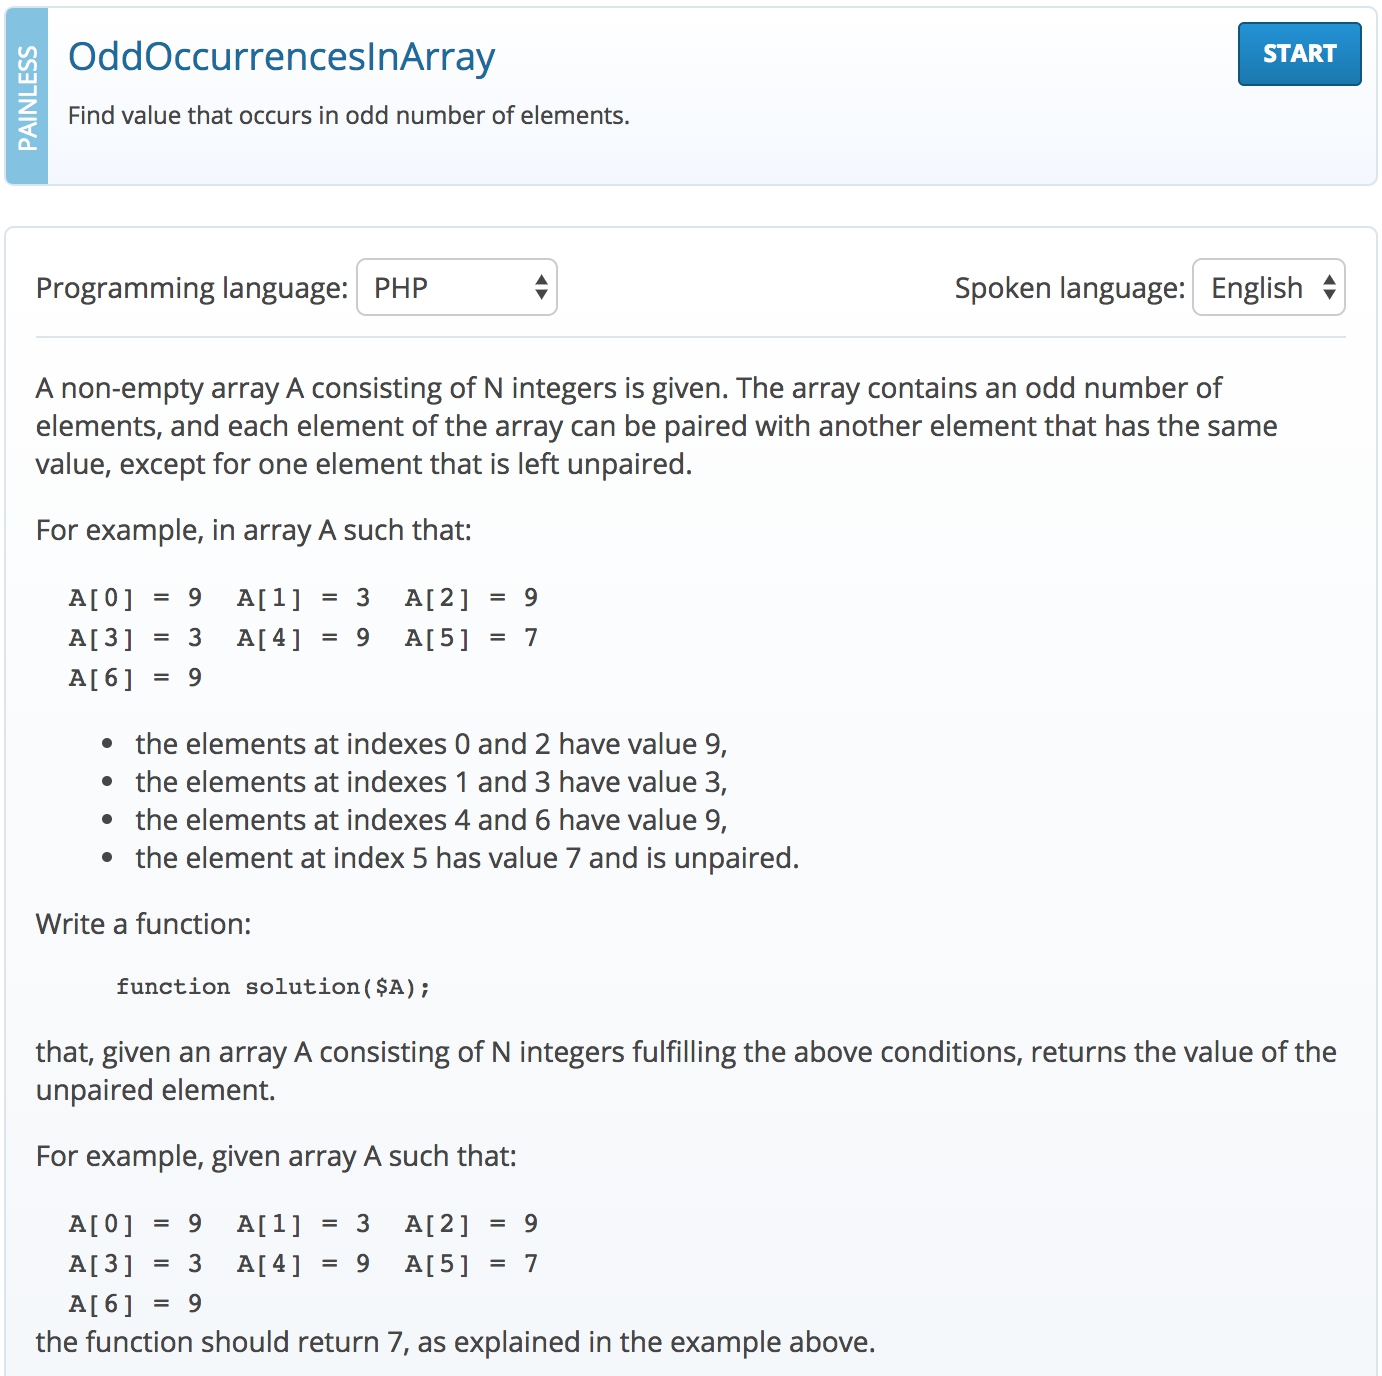 PAINLESS
OddOccurrencesInArray
START
Find value that occurs in odd number of elements.
Programming language: PHP
Spoken language: English
A non-empty array A consisting of N integers is given. The array contains an odd number of
elements, and each element of the array can be paired with another element that has the same
value, except for one element that is left unpaired.
For example, in array A such that:
A[0] = 9  A[1] = 3  A[2] = 9
A[3] = 3  A[4] = 9  A[5] = 7
A[6] = 9
• the elements at indexes 0 and 2 have value 9,
• the elements at indexes 1 and 3 have value 3,
• the elements at indexes 4 and 6 have value 9,
• the element at index 5 has value 7 and is unpaired.
Write a function:
function solution($A);
that, given an array A consisting of N integers fulfilling the above conditions, returns the value of the
unpaired element.
For example, given array A such that:
A[0] = 9  A[1] = 3  A[2] = 9
A[3] = 3  A[4] = 9  A[5] = 7
A[6] = 9
the function should return 7, as explained in the example above.